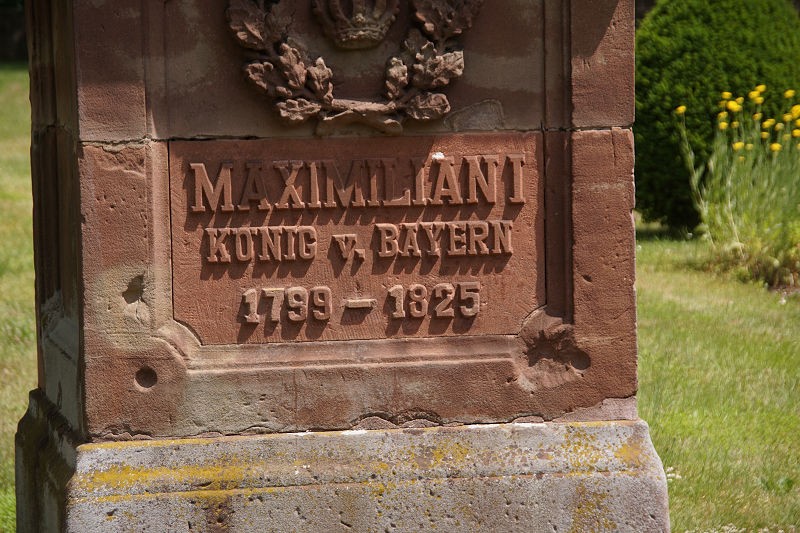 MAXIMILIAN I
KÖNIG v. BAYERN
1799 – 1825